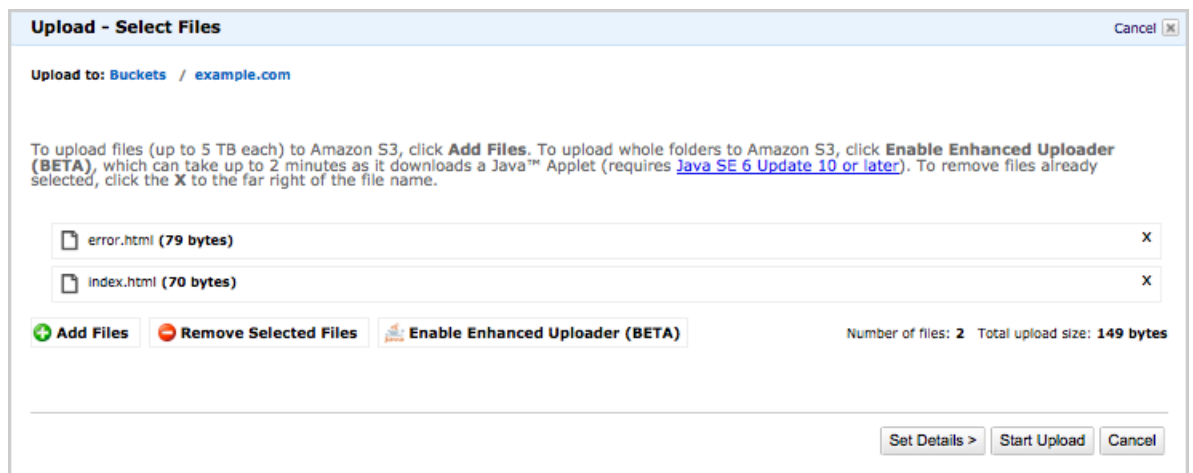 Upload - Select Files
Cancel
Upload to: Buckets / example.com
To upload files (up to 5 TB each) to Amazon S3, click Add Files. To upload whole folders to Amazon S3, click Enable Enhanced Uploader
(BETA), which can take up to 2 minutes as it downloads a Java™ Applet (requires Java SE 6 Update 10 or later). To remove files already
selected, click the X to the far right of the file name.
error.html (79 bytes) X
index.html (70 bytes) X
Add Files Remove Selected Files Enable Enhanced Uploader (BETA) Number of files: 2 Total upload size: 149 bytes
Set Details > Start Upload Cancel